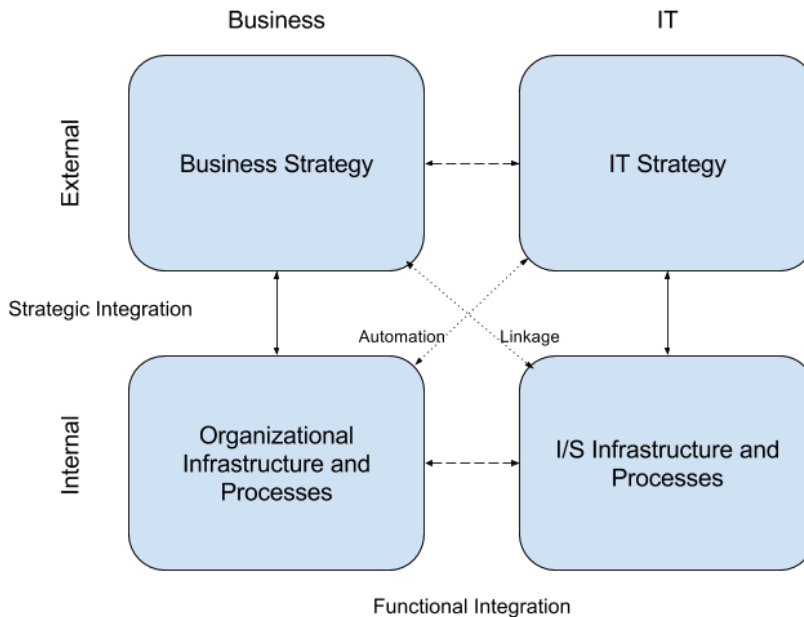 Business
IT
External
Business Strategy
IT Strategy
Strategic Integration
Automation
Linkage
Internal
Organizational
Infrastructure and
Processes
I/S Infrastructure and
Processes
Functional Integration